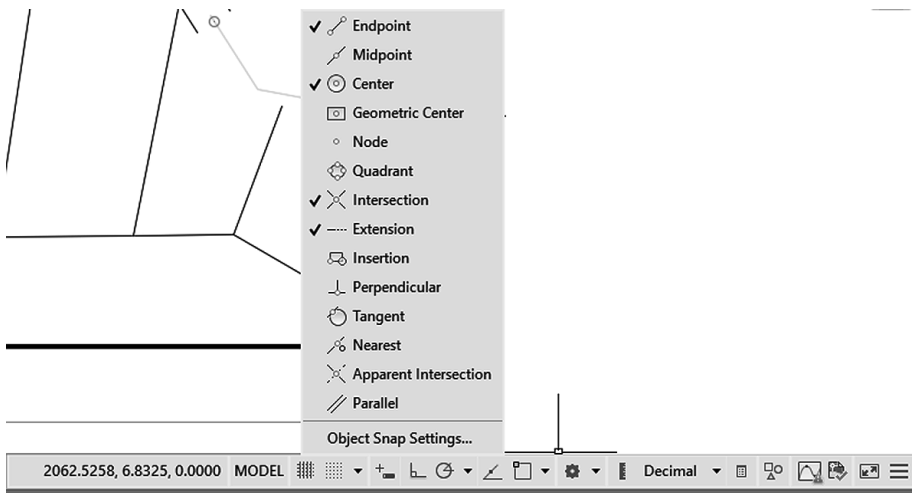 Endpoint
Midpoint
Center
Geometric Center
Node
Quadrant
Intersection
Extension
Insertion
Perpendicular
Tangent
Nearest
Apparent Intersection
Parallel
Object Snap Settings...
2062.5258, 6.8325, 0.0000 MODEL Decimal